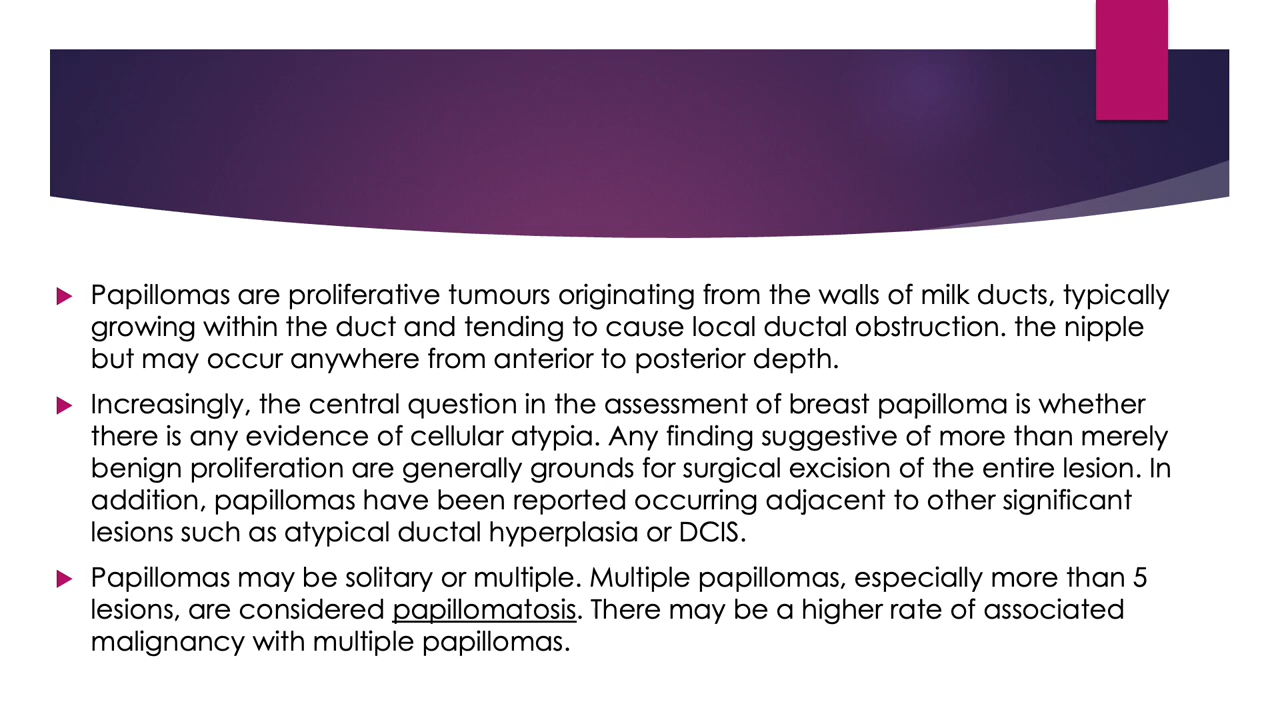 Papillomas are proliferative tumours originating from the walls of milk ducts, typically
growing within the duct and tending to cause local ductal obstruction. the nipple
but may occur anywhere from anterior to posterior depth.
Increasingly, the central question in the assessment of breast papilloma is whether
there is any evidence of cellular atypia. Any finding suggestive of more than merely
benign proliferation are generally grounds for surgical excision of the entire lesion. In
addition, papillomas have been reported occurring adjacent to other significant
lesions such as atypical ductal hyperplasia or DCIS.
Papillomas may be solitary or multiple. Multiple papillomas, especially more than 5
lesions, are considered papillomatosis. There may be a higher rate of associated
malignancy with multiple papillomas.